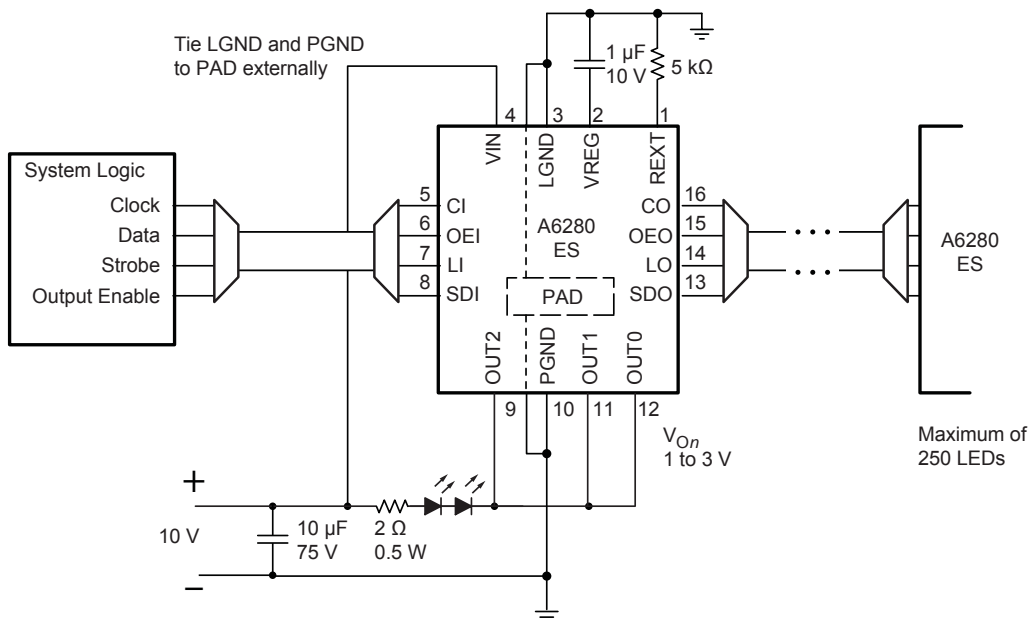 Tie LGND and PGND
to PAD externally
1 µF
10 V
5 kΩ
4
3
2
1
VIN
LGND
VREG
REXT
System Logic
Clock
Data
Strobe
Output Enable
5
6
7
8
CI
OEI
LI
SDI
A6280
ES
PAD
CO
OEO
LO
SDO
16
15
14
13
A6280
ES
OUT2
PGND
OUT1
OUT0
9
10
11
12
VOn
1 to 3 V
Maximum of
250 LEDs
+
10 V
–
10 µF
75 V
2 Ω
0.5 W